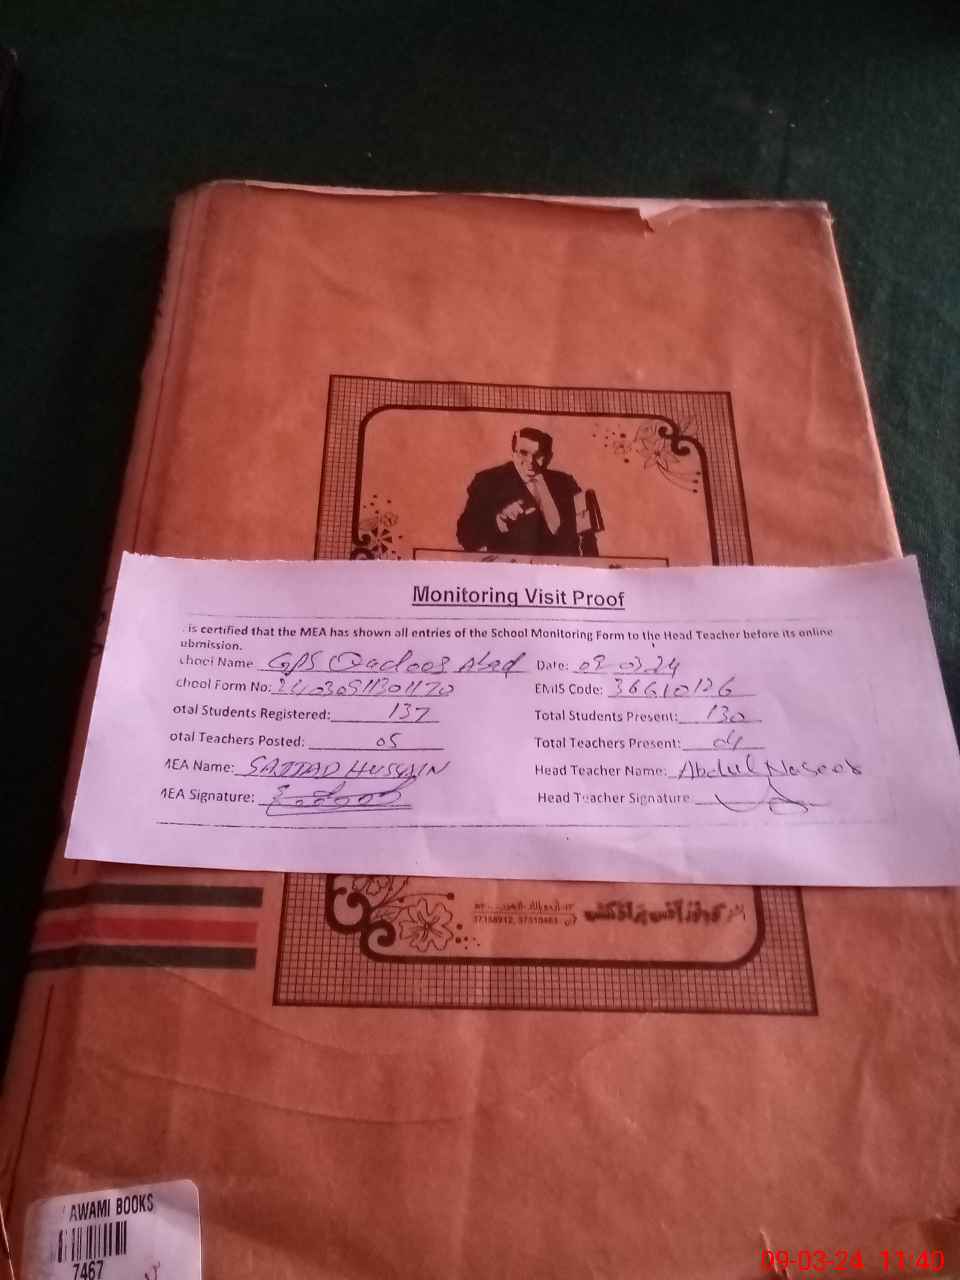 Monitoring Visit Proof
is certified that the MEA has shown all entries of the School Monitoring Form to the Head Teacher before its online
ubmission.
chool Name GPS Qadoos Abad Date: 09-03-24
chool Form No: EMIS Code: 36610126
otal Students Registered: 137 Total Students Present: 130
otal Teachers Posted: 05 Total Teachers Present: 04
MEA Name: SAJJAD HUSSAIN Head Teacher Name: Abdul Naseer
MEA Signature: Head Teacher Signature
AWAMI BOOKS
7467
09-03-24 11:40